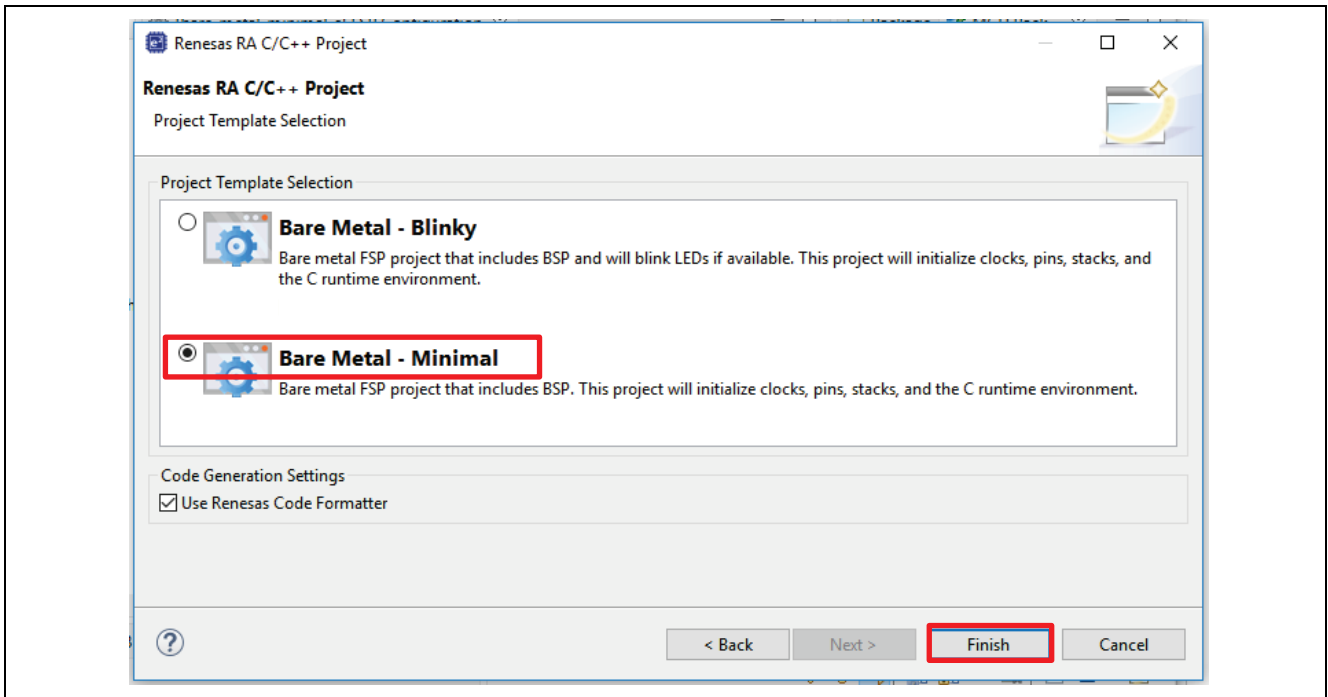 Renesas RA C/C++ Project
Renesas RA C/C++ Project
Project Template Selection
Project Template Selection
Bare Metal - Blinky
Bare metal FSP project that includes BSP and will blink LEDs if available. This project will initialize clocks, pins, stacks, and
the C runtime environment.
Bare Metal - Minimal
Bare metal FSP project that includes BSP. This project will initialize clocks, pins, stacks, and the C runtime environment.
Code Generation Settings
Use Renesas Code Formatter
? < Back Next > Finish Cancel